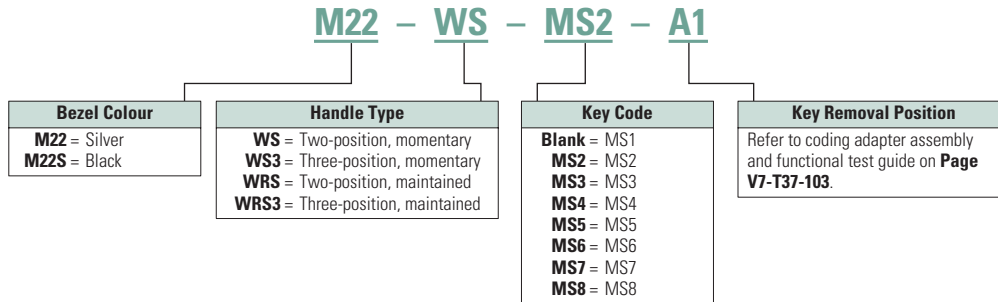 M22 – WS – MS2 – A1
Bezel Colour
M22 = Silver
M22S = Black
Handle Type
WS = Two-position, momentary
WS3 = Three-position, momentary
WRS = Two-position, maintained
WRS3 = Three-position, maintained
Key Code
Blank = MS1
MS2 = MS2
MS3 = MS3
MS4 = MS4
MS5 = MS5
MS6 = MS6
MS7 = MS7
MS8 = MS8
Key Removal Position
Refer to coding adapter assembly
and functional test guide on Page
V7-T37-103.